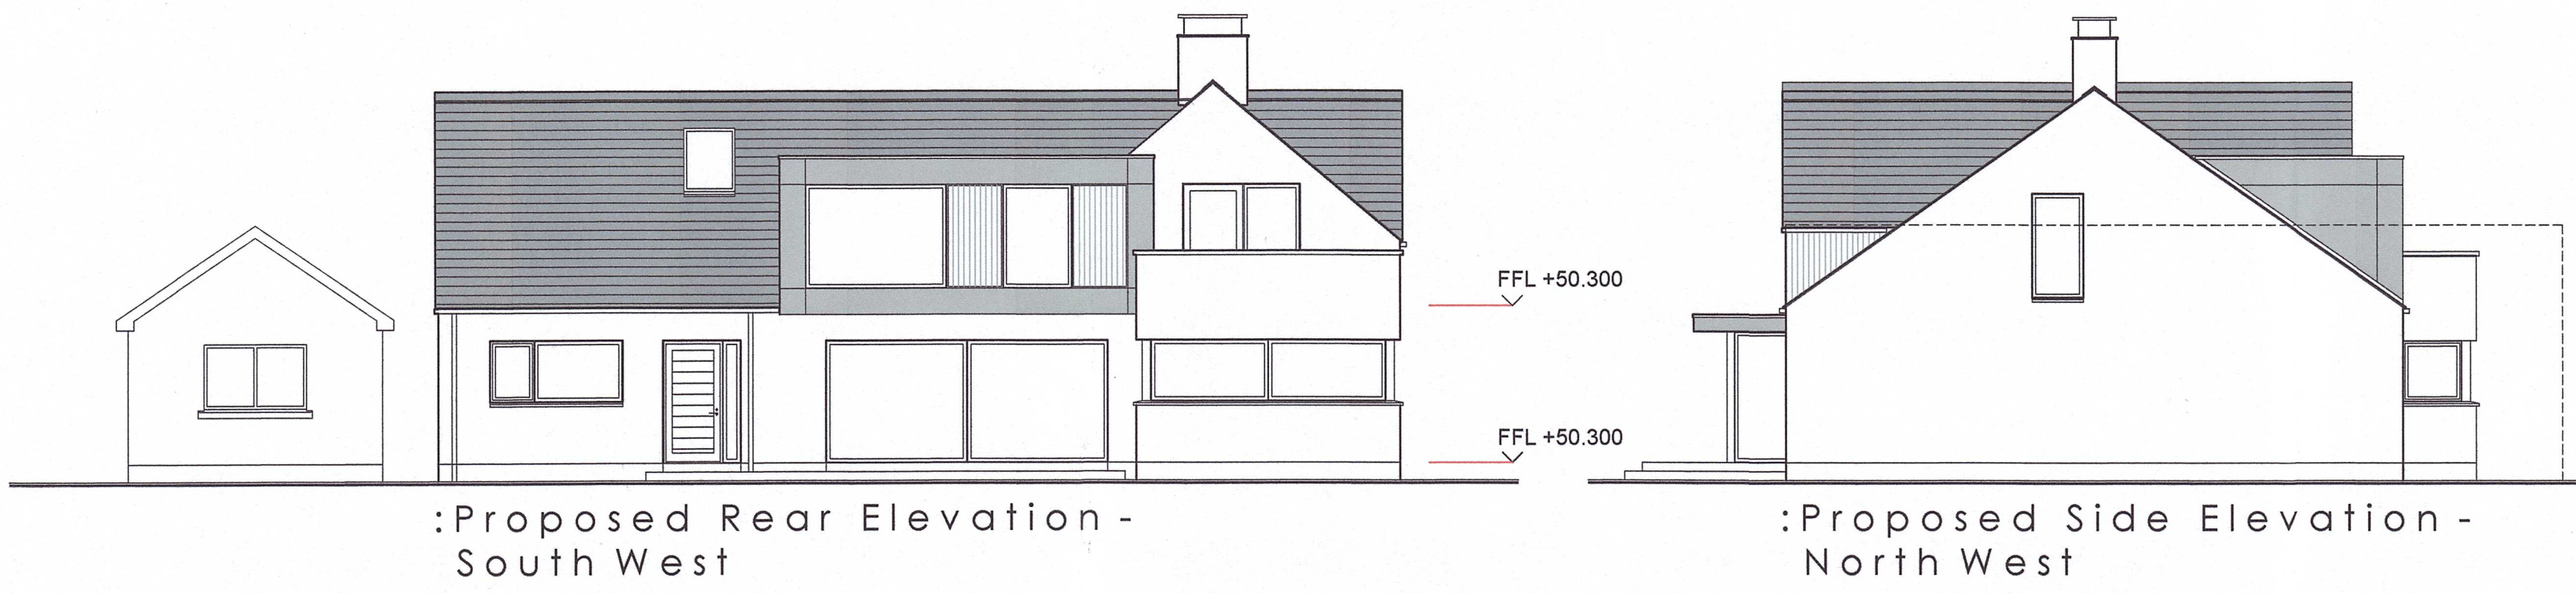 FFL +50.300
FFL +50.300
:Proposed Rear Elevation -
South West
:Proposed Side Elevation -
North West